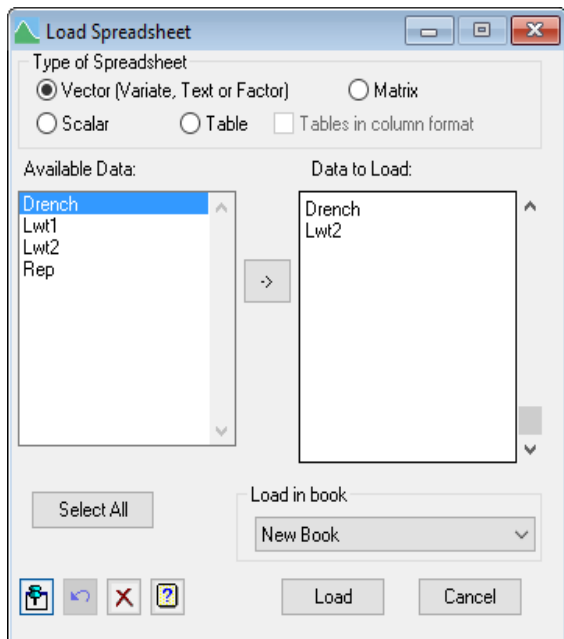 Load Spreadsheet
Type of Spreadsheet
Vector (Variate, Text or Factor) Matrix
Scalar Table Tables in column format
Available Data: Data to Load:
Drench Drench
Lwt1 Lwt2
Lwt2
Rep
->
Select All
Load in book
New Book
Load Cancel